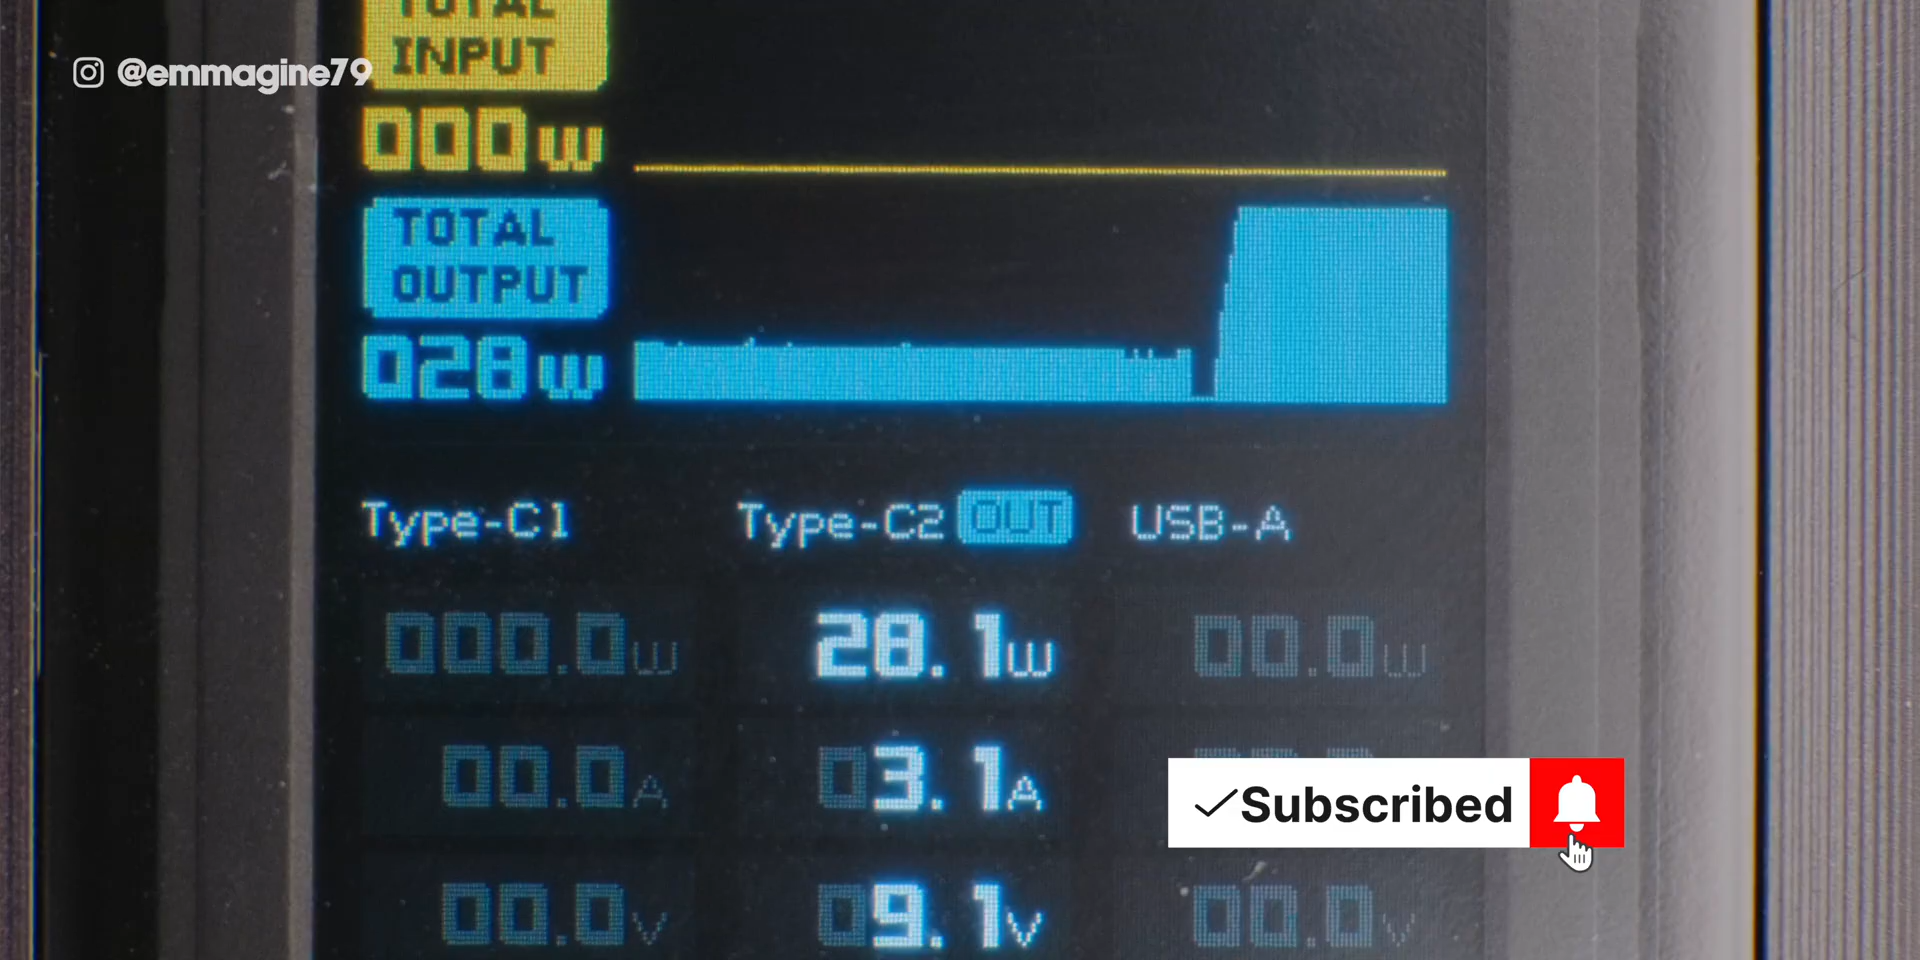 TOTAL
INPUT
@emmagine79
000W
TOTAL
OUTPUT
028W
Type-C1
Type-C2 OUT
USB-A
000.0W
28.1W
00.0W
00.0A
03.1A
Subscribed
00.0V
09.1V
00.0V